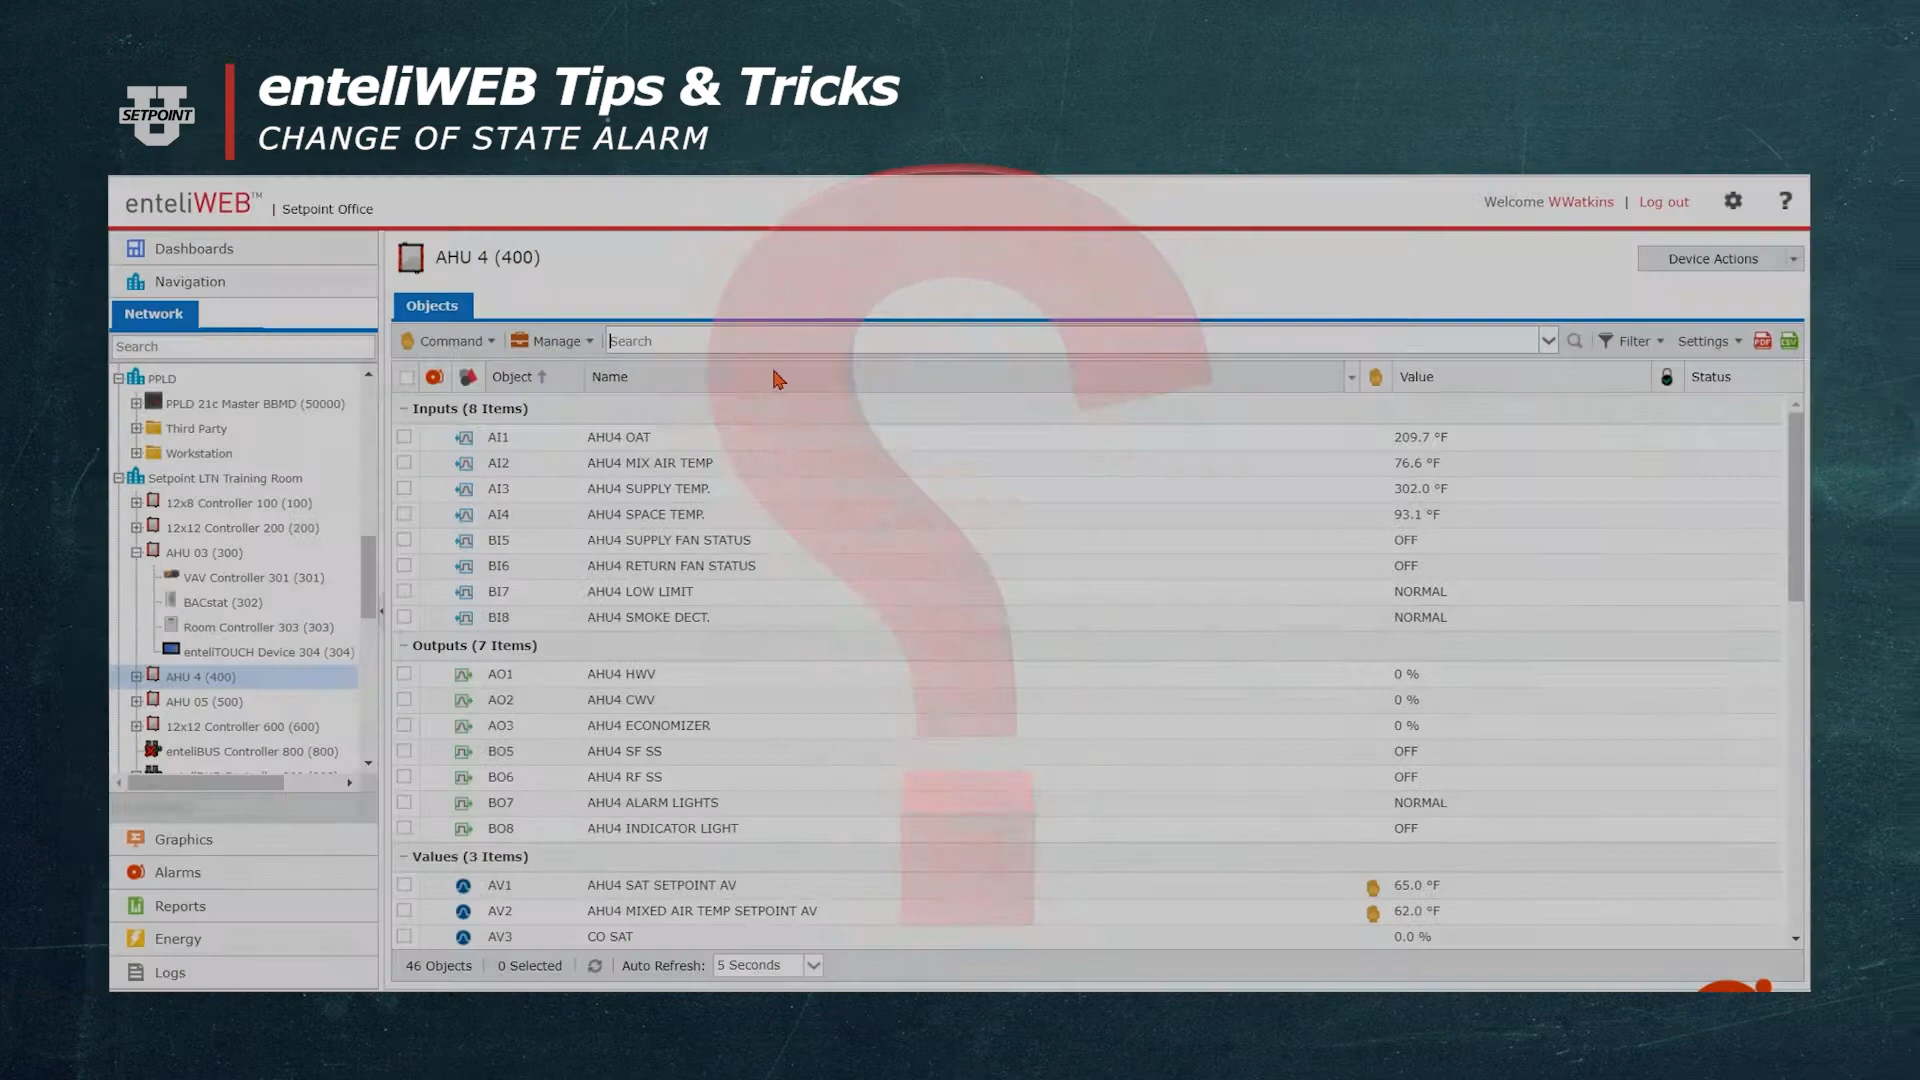 U
SETPOINT
enteliWEB Tips & Tricks
CHANGE OF STATE ALARM
enteliWEB™ | Setpoint Office
Welcome WWatkins | Log out ?
Dashboards
Navigation
Network
Search
PPLD
PPLD 21c Master BBMD (50000)
Third Party
Workstation
Setpoint LTN Training Room
12x8 Controller 100 (100)
12x12 Controller 200 (200)
AHU 03 (300)
VAV Controller 301 (301)
BACstat (302)
Room Controller 303 (303)
enteliTOUCH Device 304 (304)
AHU 4 (400)
AHU 05 (500)
12x12 Controller 600 (600)
enteliBUS Controller 800 (800)
Graphics
Alarms
Reports
Energy
Logs
AHU 4 (400)
Device Actions
Objects
Command Manage Search Filter Settings PDF CSV
Object Name Value Status
Inputs (8 Items)
AI1 AHU4 OAT 209.7 °F
AI2 AHU4 MIX AIR TEMP 76.6 °F
AI3 AHU4 SUPPLY TEMP. 302.0 °F
AI4 AHU4 SPACE TEMP. 93.1 °F
BI5 AHU4 SUPPLY FAN STATUS OFF
BI6 AHU4 RETURN FAN STATUS OFF
BI7 AHU4 LOW LIMIT NORMAL
BI8 AHU4 SMOKE DECT. NORMAL
Outputs (7 Items)
AO1 AHU4 HWV 0 %
AO2 AHU4 CWV 0 %
AO3 AHU4 ECONOMIZER 0 %
BO5 AHU4 SF SS OFF
BO6 AHU4 RF SS OFF
BO7 AHU4 ALARM LIGHTS NORMAL
BO8 AHU4 INDICATOR LIGHT OFF
Values (3 Items)
AV1 AHU4 SAT SETPOINT AV 65.0 °F
AV2 AHU4 MIXED AIR TEMP SETPOINT AV 62.0 °F
AV3 CO SAT 0.0 %
46 Objects 0 Selected Auto Refresh: 5 Seconds
?